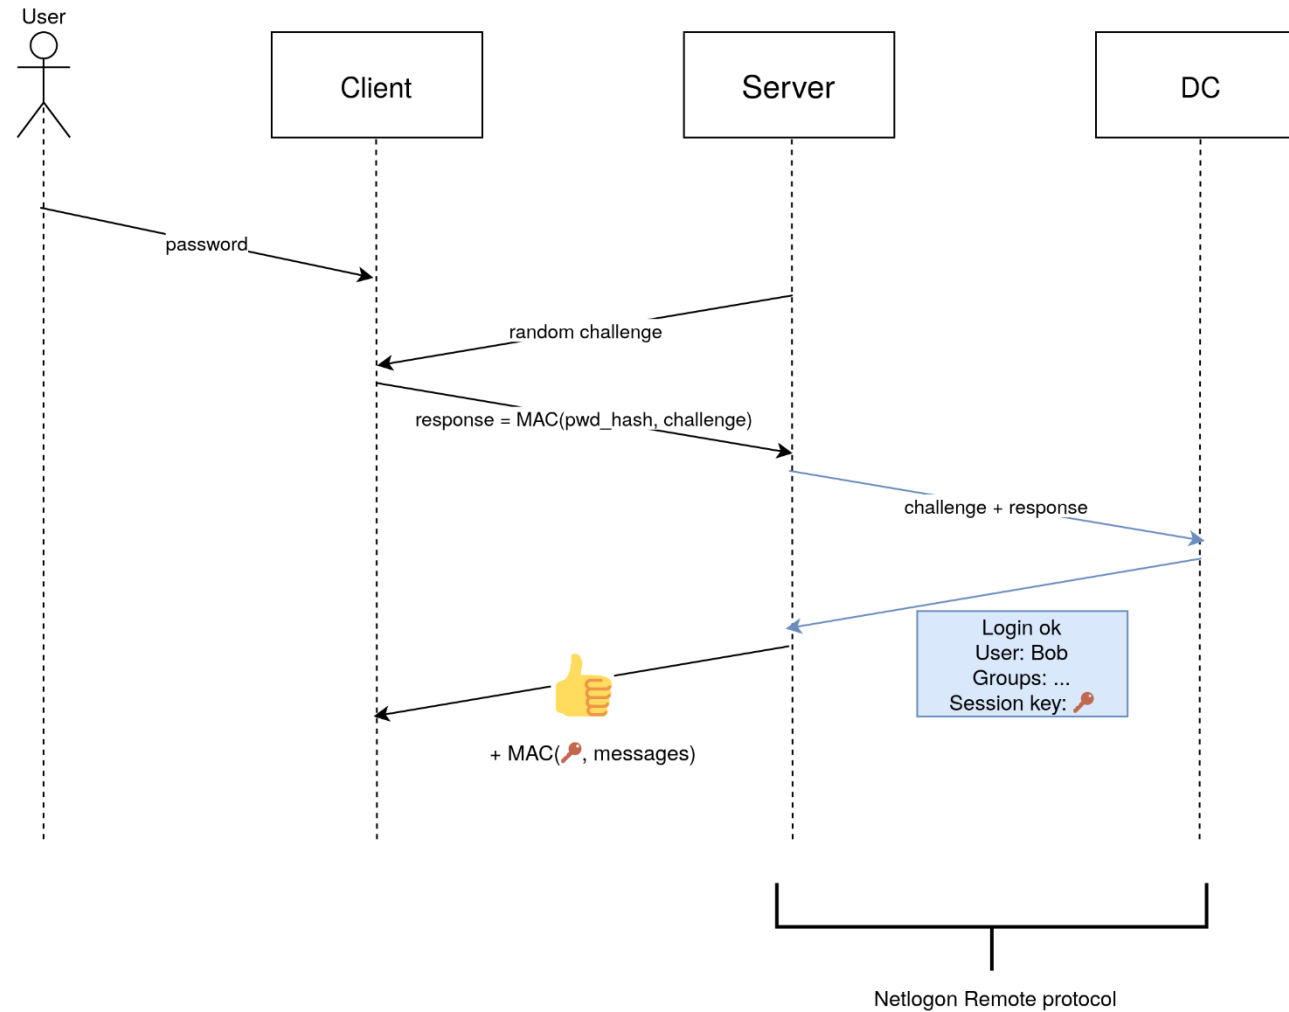 User
Client
Server
DC
password
random challenge
response = MAC(pwd_hash, challenge)
challenge + response
Login ok
User: Bob
Groups: ...
Session key:
+ MAC( , messages)
Netlogon Remote protocol